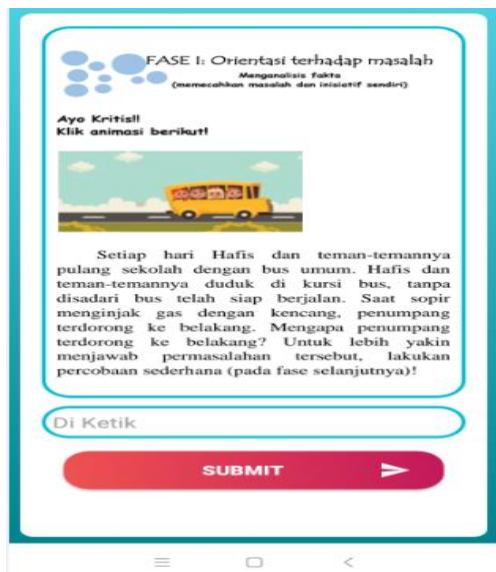 FASE I: Orientasi terhadap masalah
Menganalisis fakta
(memecahkan masalah dan inisiatif sendiri)
Ayo Kritis!!
Klik animasi berikut!
Setiap hari Hafis dan teman-temannya
pulang sekolah dengan bus umum. Hafis dan
teman-temannya duduk di kursi bus, tanpa
disadari bus telah siap berjalan. Saat sopir
menginjak gas dengan kencang, penumpang
terdorong ke belakang. Mengapa penumpang
terdorong ke belakang? Untuk lebih yakin
menjawab permasalahan tersebut, lakukan
percobaan sederhana (pada fase selanjutnya)!
Di Ketik
SUBMIT